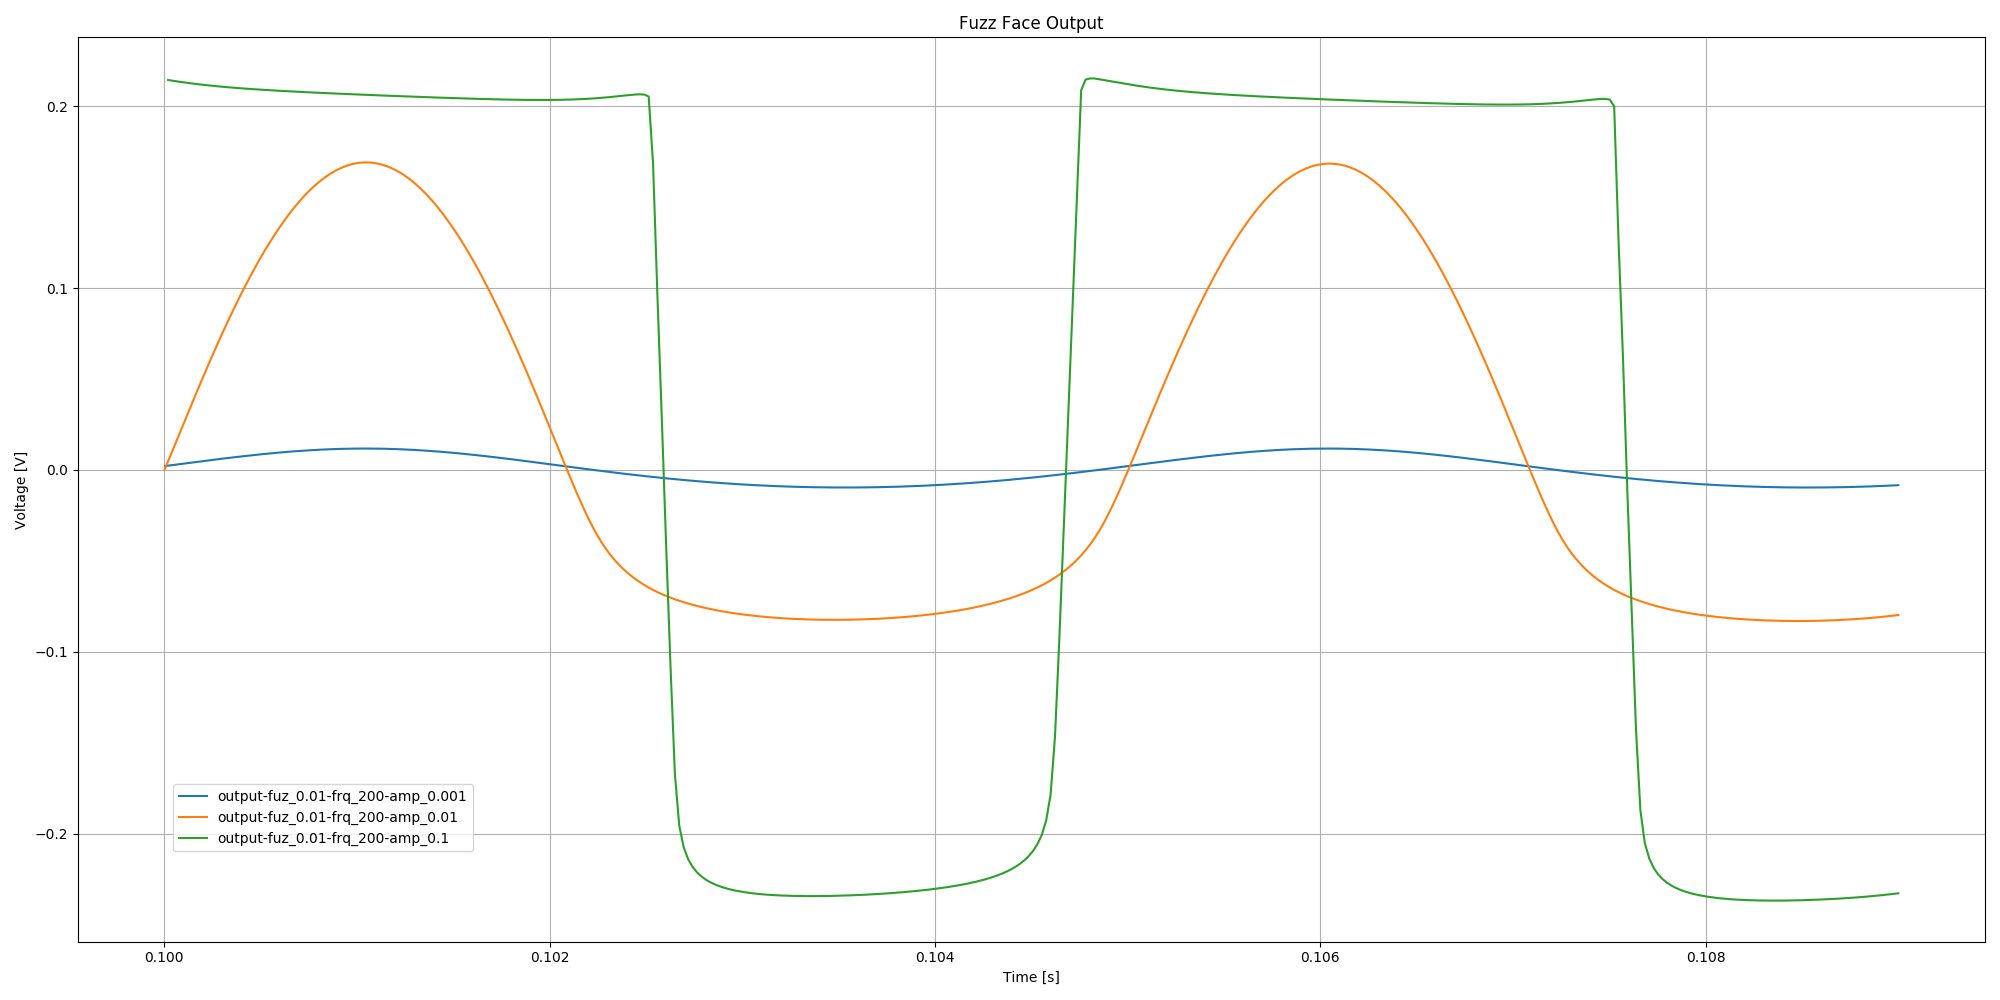 Fuzz Face Output
Voltage [V]
0.2
0.1
0.0
−0.1
−0.2
output-fuz_0.01-frq_200-amp_0.001
output-fuz_0.01-frq_200-amp_0.01
output-fuz_0.01-frq_200-amp_0.1
0.100 0.102 0.104 0.106 0.108
Time [s]